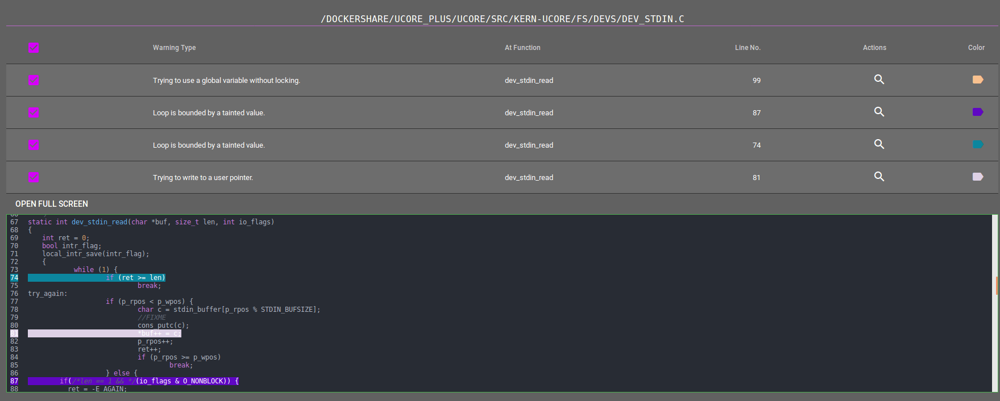 /DOCKERSHARE/UCORE_PLUS/UCORE/SRC/KERN-UCORE/FS/DEVS/DEV_STDIN.C
Warning Type At Function Line No. Actions Color
Trying to use a global variable without locking. dev_stdin_read 99
Loop is bounded by a tainted value. dev_stdin_read 87
Loop is bounded by a tainted value. dev_stdin_read 74
Trying to write to a user pointer. dev_stdin_read 81
OPEN FULL SCREEN
67 static int dev_stdin_read(char *buf, size_t len, int io_flags)
68 {
69 int ret = 0;
70 bool intr_flag;
71 local_intr_save(intr_flag);
72 {
73 while (1) {
74 if (ret >= len)
75 break;
76 try_again:
77 if (p_rpos < p_wpos) {
78 char c = stdin_buffer[p_rpos % STDIN_BUFSIZE];
79 //FIXME
80 cons_putc(c);
81 *buf++ = c;
82 p_rpos++;
83 ret++;
84 if (p_rpos >= p_wpos)
85 break;
86 } else {
87 if(/*len == 1 && */(io_flags & O_NONBLOCK)) {
88 ret = -E_AGAIN;